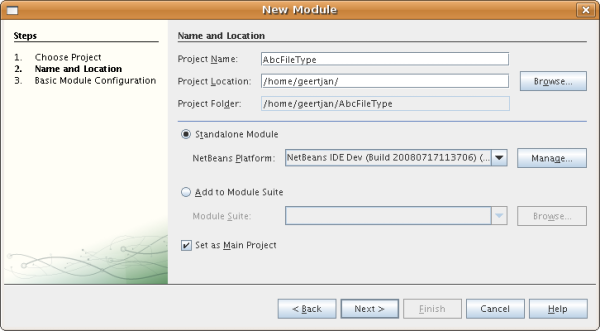 New Module
Steps
1. Choose Project
2. Name and Location
3. Basic Module Configuration
Name and Location
Project Name: AbcFileType
Project Location: /home/geertjan/ Browse...
Project Folder: /home/geertjan/AbcFileType
Standalone Module
NetBeans Platform: NetBeans IDE Dev (Build 20080717113706) (... Manage...
Add to Module Suite
Module Suite: Browse...
Set as Main Project
< Back Next > Finish Cancel Help